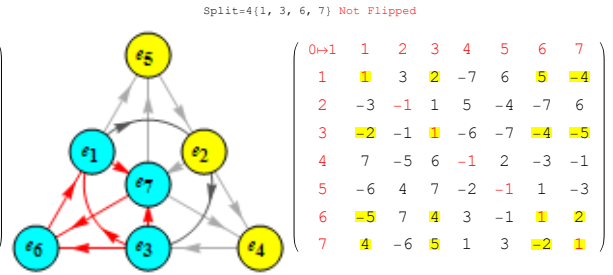 Split=4{1, 3, 6, 7} Not Flipped
e5
e1
e2
e7
e6
e3
e4
0↦1 1 2 3 4 5 6 7
1 1 3 2 -7 6 5 -4
2 -3 -1 1 5 -4 -7 6
3 -2 -1 1 -6 -7 -4 -5
4 7 -5 6 -1 2 -3 -1
5 -6 4 7 -2 -1 1 -3
6 -5 7 4 3 -1 1 2
7 4 -6 5 1 3 -2 1